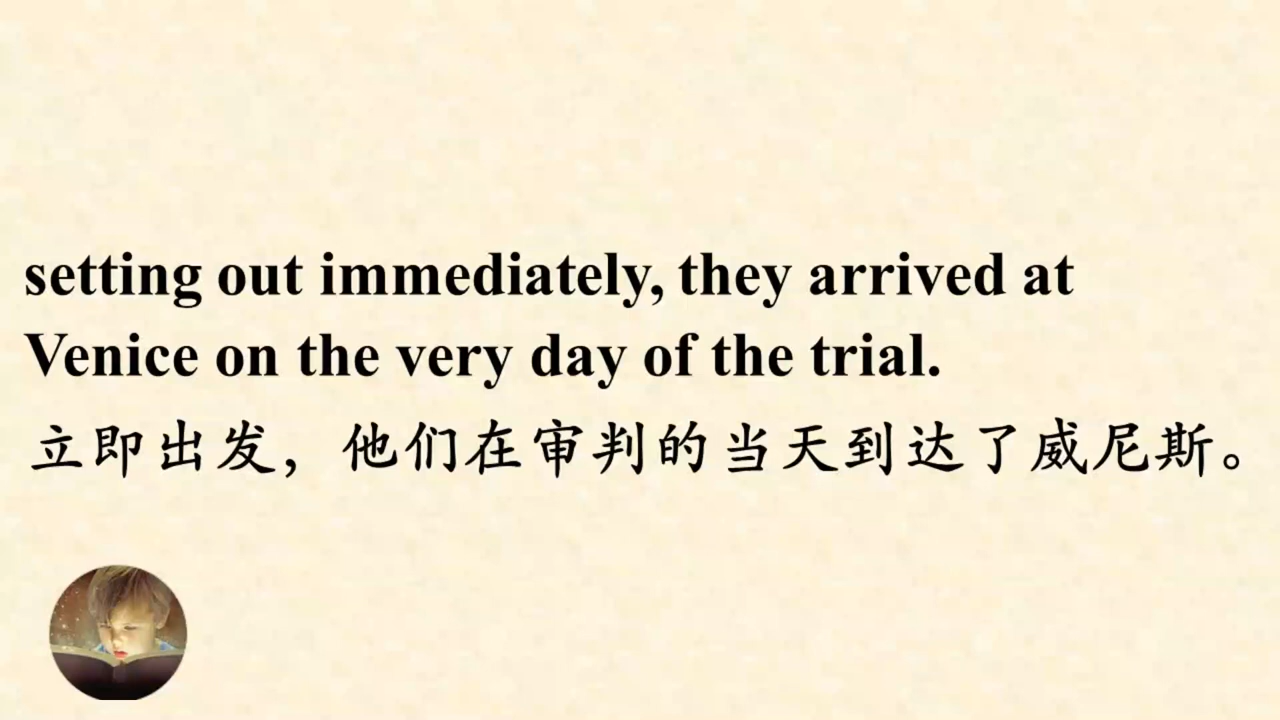 setting out immediately, they arrived at
Venice on the very day of the trial.
立即出发，他们在审判的当天到达了威尼斯。